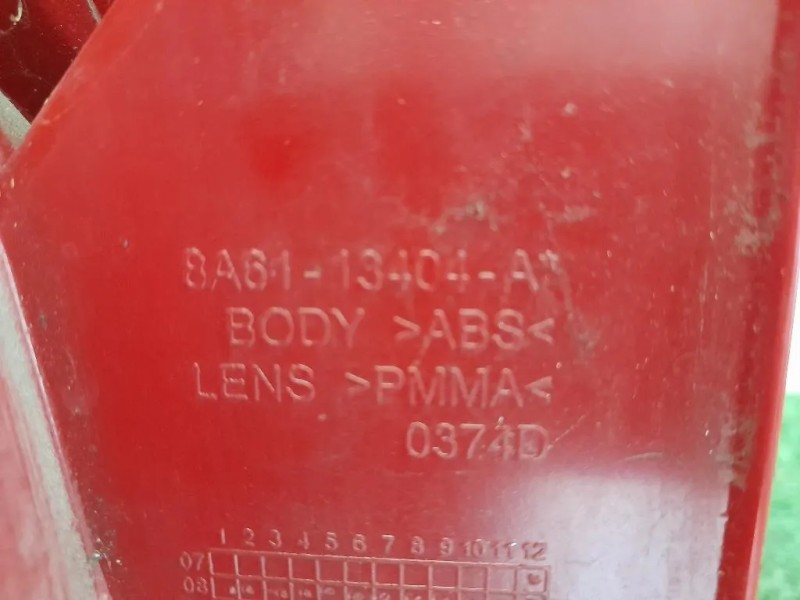 8A61-13404-A*
BODY >ABS<
LENS >PMMA<
0374D
1 2 3 4 5 6 7 8 9 10 11 12
07
08